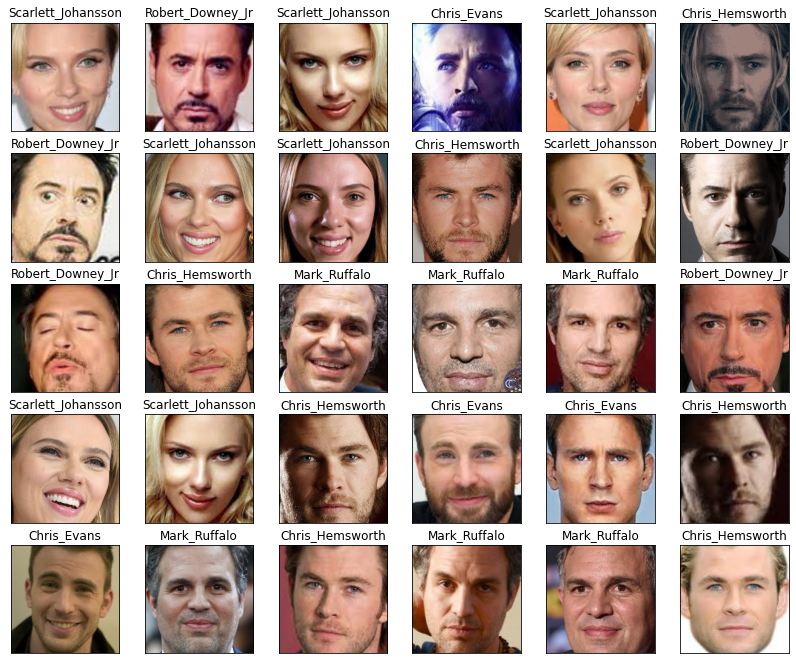 Scarlett_Johansson Robert_Downey_Jr Scarlett_Johansson Chris_Evans Scarlett_Johansson Chris_Hemsworth
Robert_Downey_Jr Scarlett_Johansson Scarlett_Johansson Chris_Hemsworth Scarlett_Johansson Robert_Downey_Jr
Robert_Downey_Jr Chris_Hemsworth Mark_Ruffalo Mark_Ruffalo Mark_Ruffalo Robert_Downey_Jr
Scarlett_Johansson Scarlett_Johansson Chris_Hemsworth Chris_Evans Chris_Evans Chris_Hemsworth
Chris_Evans Mark_Ruffalo Chris_Hemsworth Mark_Ruffalo Mark_Ruffalo Chris_Hemsworth